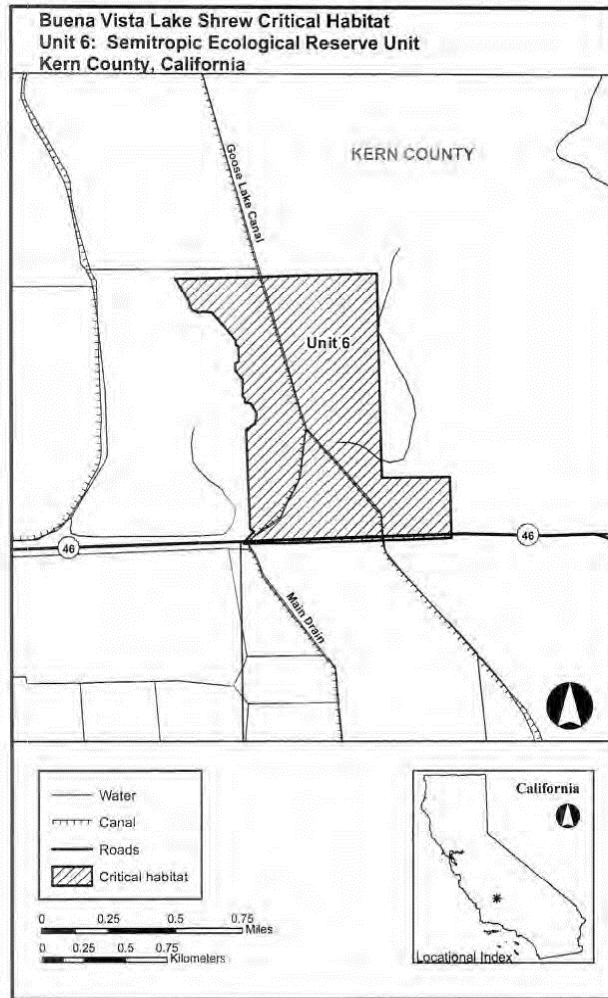 Buena Vista Lake Shrew Critical Habitat
Unit 6: Semitropic Ecological Reserve Unit
Kern County, California
KERN COUNTY
Goose Lake Canal
Unit 6
46
46
Main Drain
Water
Canal
Roads
Critical habitat
0 0.25 0.5 0.75
Miles
0 0.25 0.5 0.75
Kilometers
California
Locational Index